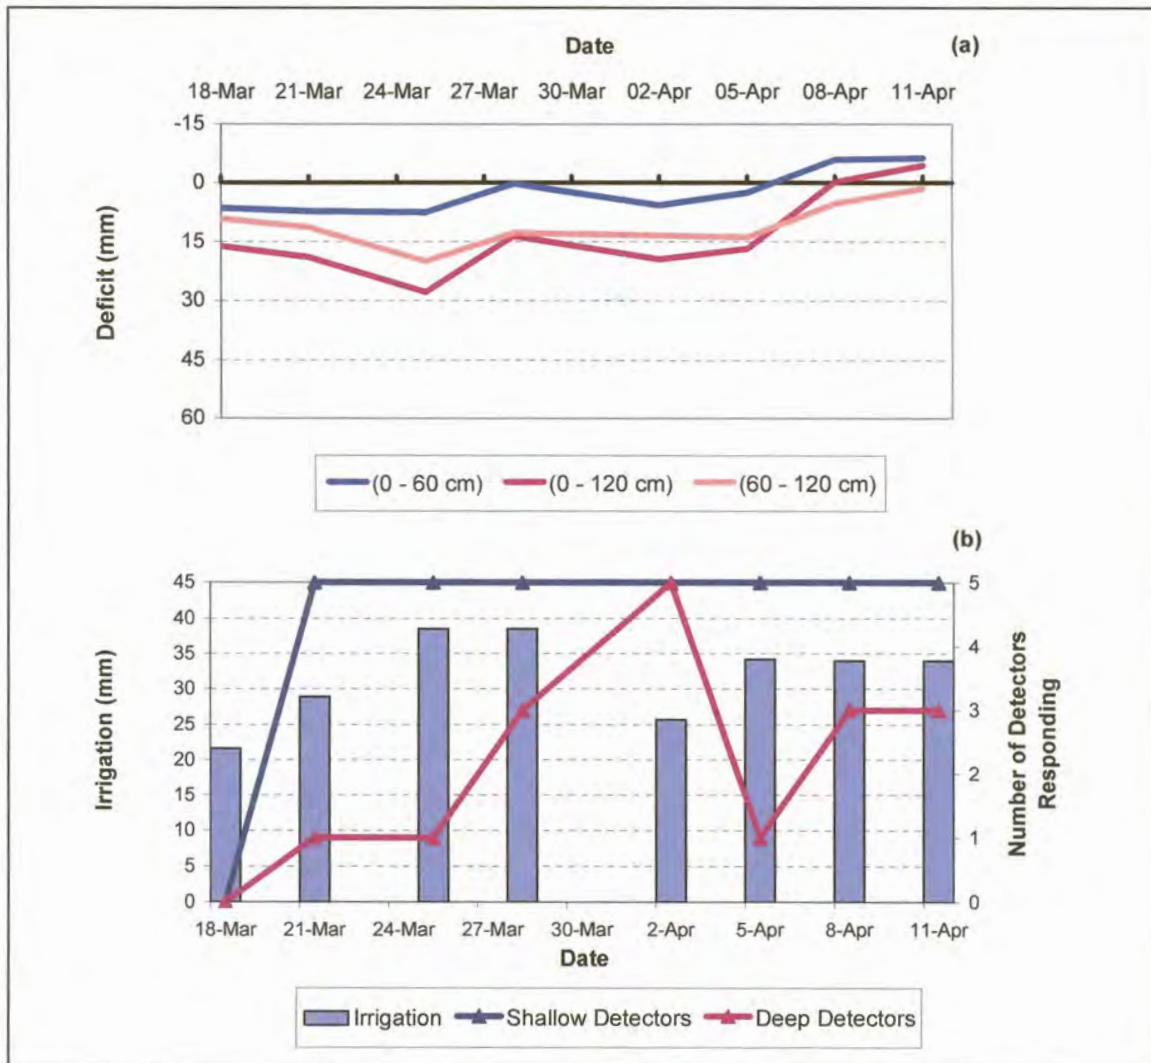 Date
(a)
18-Mar 21-Mar 24-Mar 27-Mar 30-Mar 02-Apr 05-Apr 08-Apr 11-Apr
-15
0
15
30
45
60
Deficit (mm)
(0 - 60 cm) (0 - 120 cm) (60 - 120 cm)
(b)
45
40
35
30
25
20
15
10
5
0
Irrigation (mm)
5
4
3
2
1
0
Number of Detectors
Responding
18-Mar 21-Mar 24-Mar 27-Mar 30-Mar 2-Apr 5-Apr 8-Apr 11-Apr
Date
Irrigation Shallow Detectors Deep Detectors